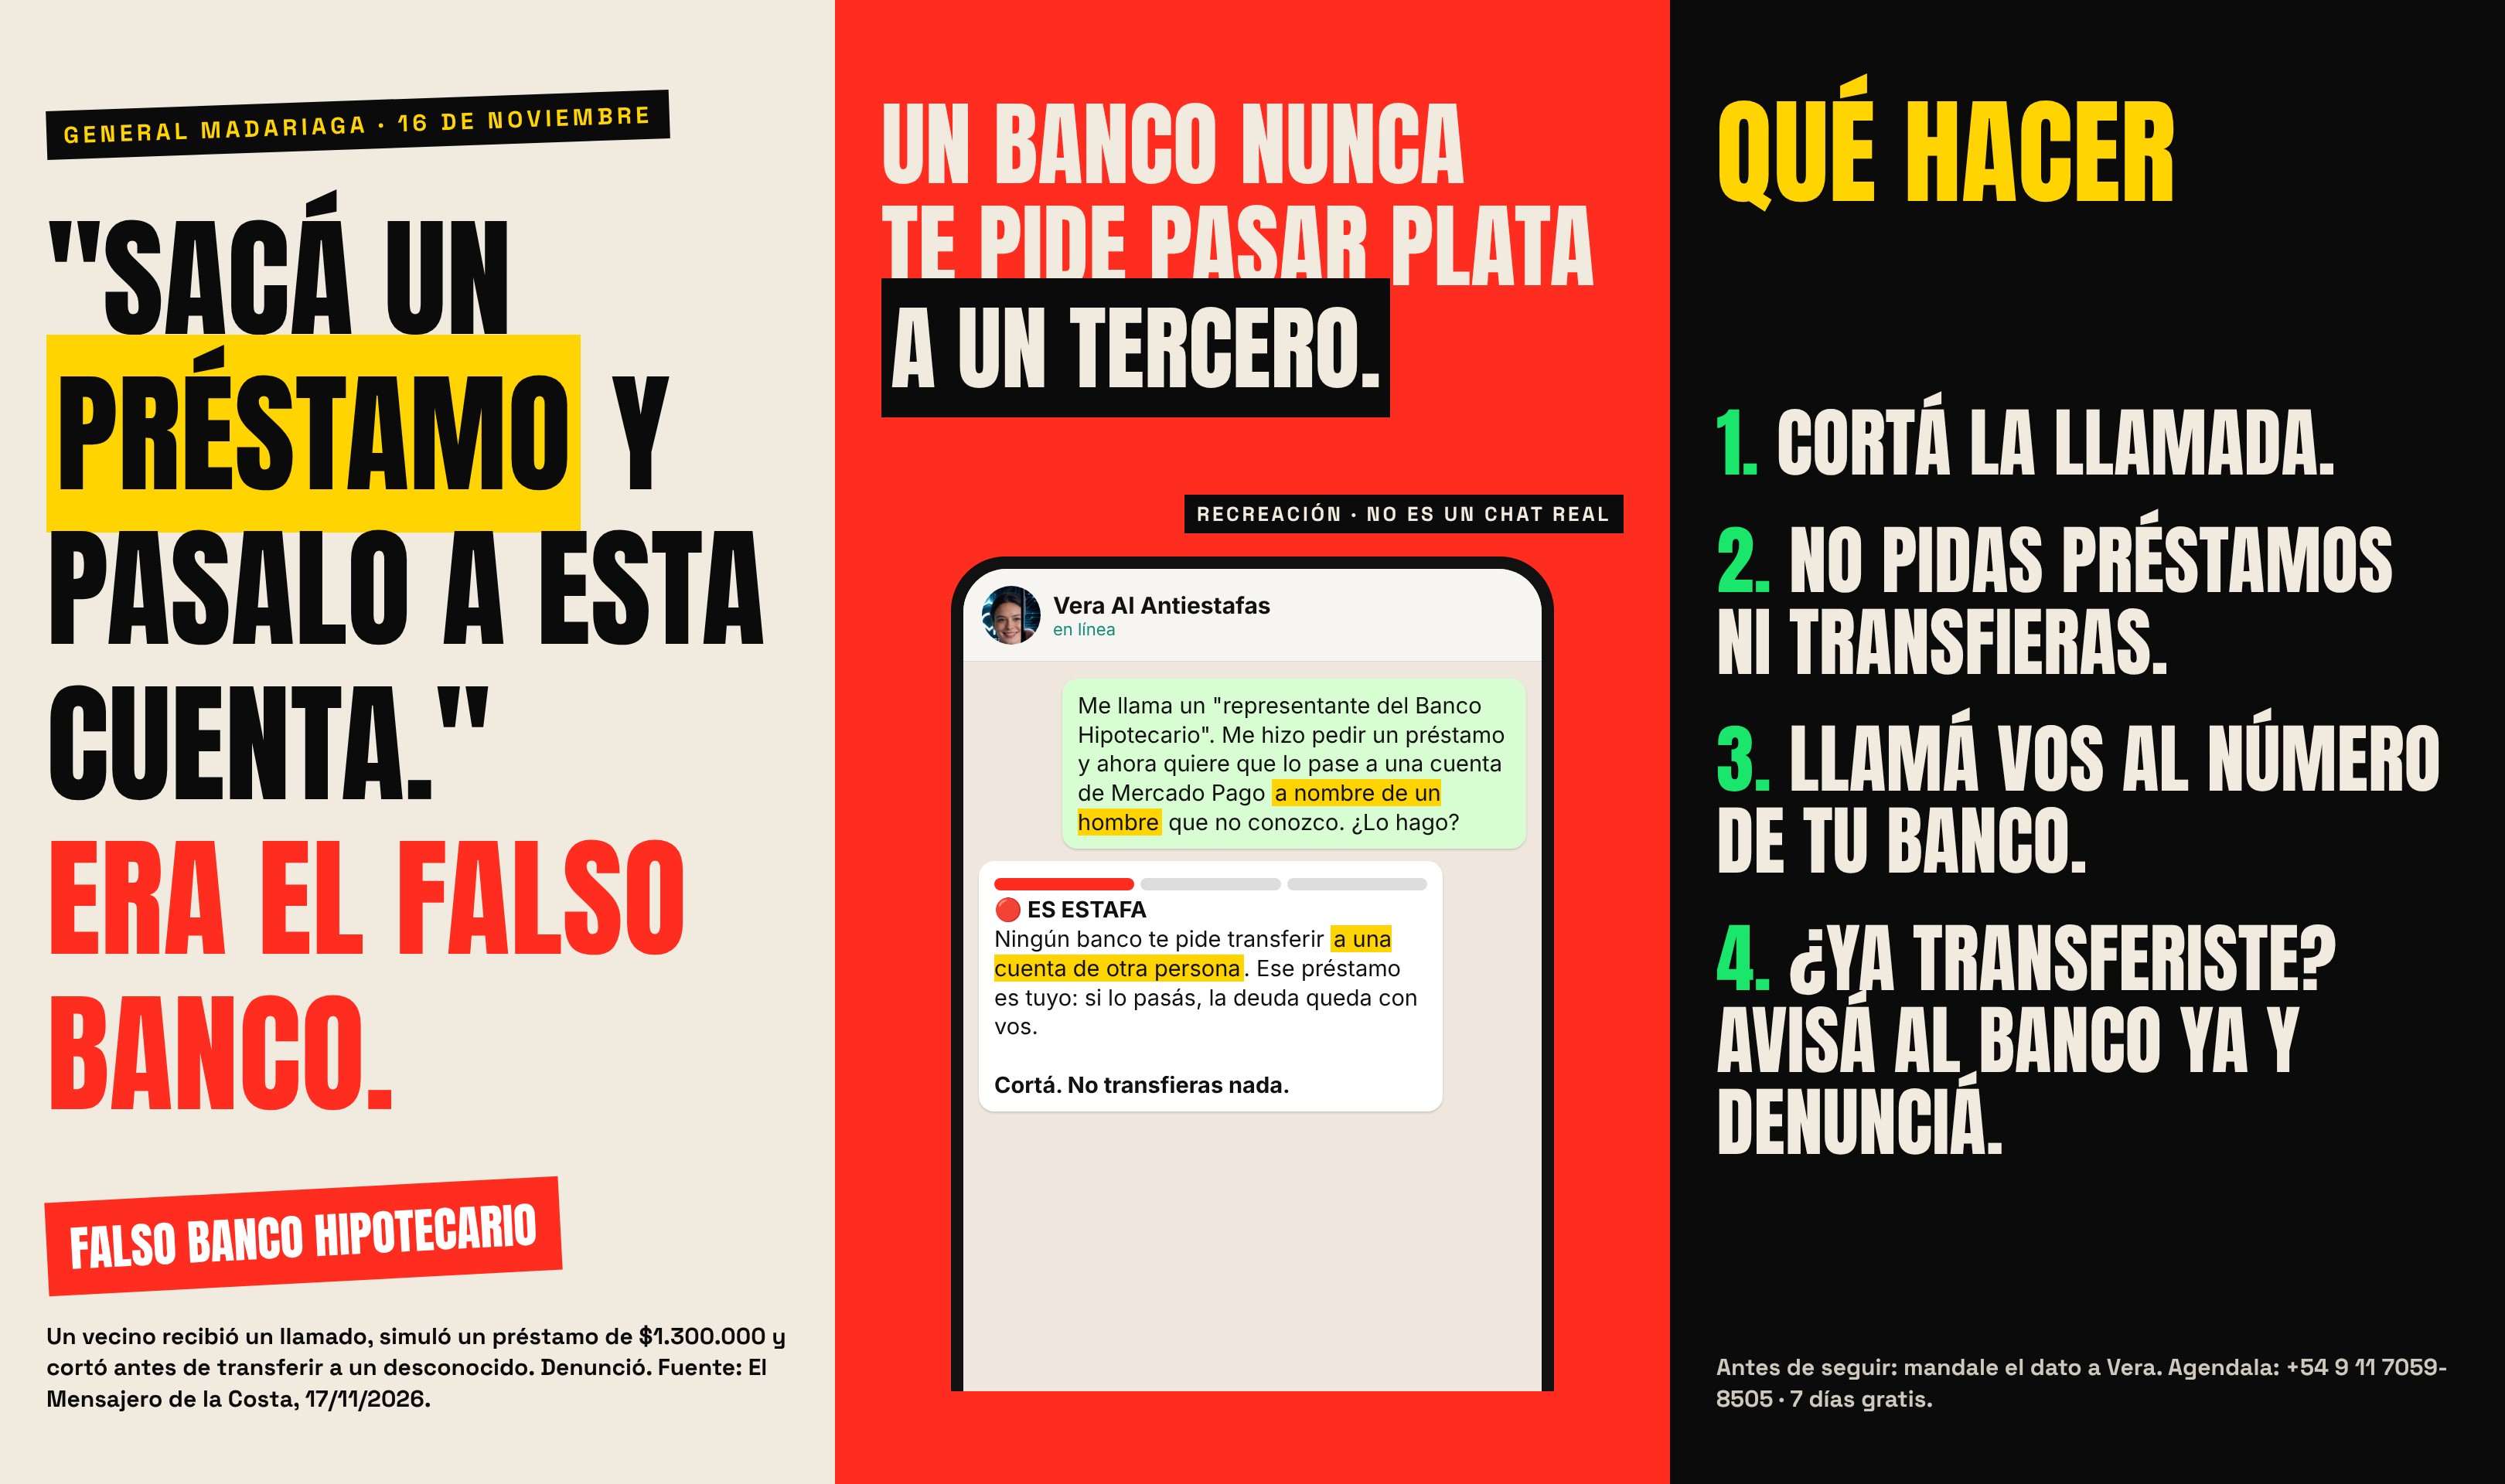 GENERAL MADARIAGA · 16 DE NOVIEMBRE
"SACÁ UN
PRÉSTAMO Y
PASALO A ESTA
CUENTA."
ERA EL FALSO
BANCO.
FALSO BANCO HIPOTECARIO
Un vecino recibió un llamado, simuló un préstamo de $1.300.000 y
cortó antes de transferir a un desconocido. Denunció. Fuente: El
Mensajero de la Costa, 17/11/2026.
UN BANCO NUNCA
TE PIDE PASAR PLATA
A UN TERCERO.
RECREACIÓN · NO ES UN CHAT REAL
Vera AI Antiestafas
en línea
Me llama un "representante del Banco
Hipotecario". Me hizo pedir un préstamo
y ahora quiere que lo pase a una cuenta
de Mercado Pago a nombre de un
hombre que no conozco. ¿Lo hago?
🔴 ES ESTAFA
Ningún banco te pide transferir a una
cuenta de otra persona. Ese préstamo
es tuyo: si lo pasás, la deuda queda con
vos.
Cortá. No transfieras nada.
QUÉ HACER
1. CORTÁ LA LLAMADA.
2. NO PIDAS PRÉSTAMOS
NI TRANSFIERAS.
3. LLAMÁ VOS AL NÚMERO
DE TU BANCO.
4. ¿YA TRANSFERISTE?
AVISÁ AL BANCO YA Y
DENUNCIÁ.
Antes de seguir: mandale el dato a Vera. Agendala: +54 9 11 7059-
8505 · 7 días gratis.